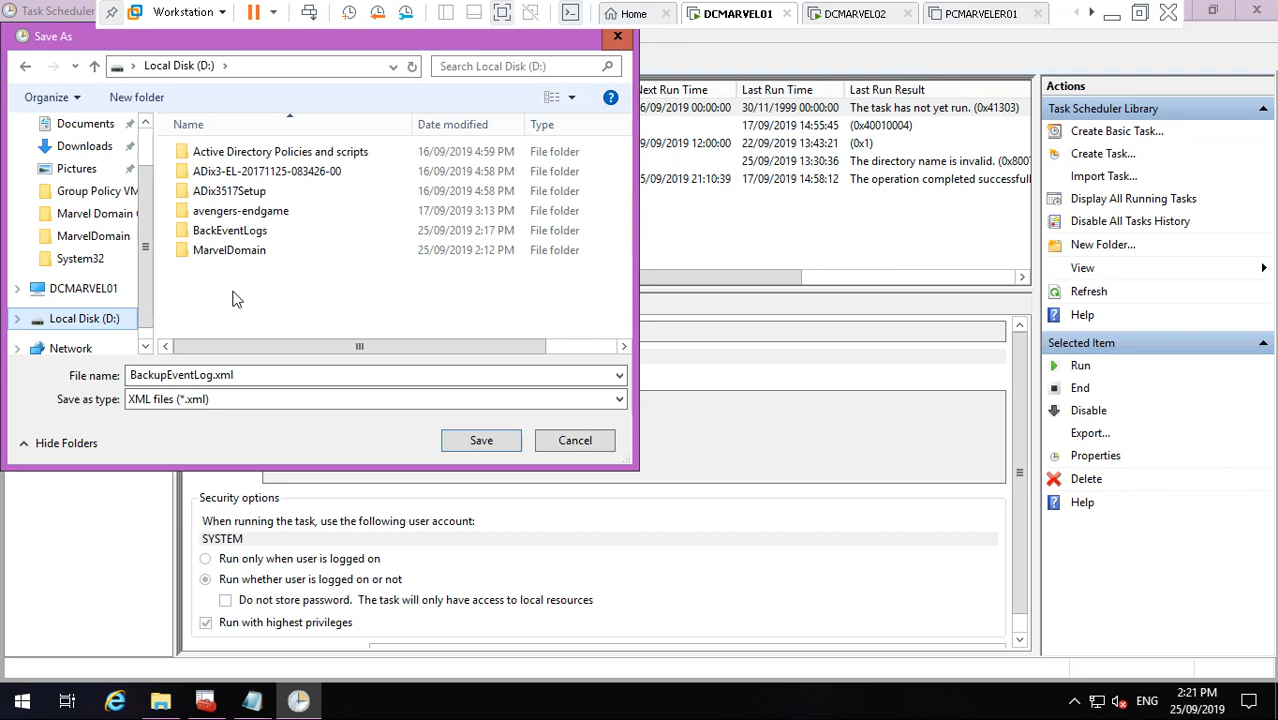 Task Scheduler
Workstation
Home
DCMARVEL01
DCMARVEL02
PCMARVELER01
Save As
Local Disk (D:)
Search Local Disk (D:)
Organize
New folder
Documents
Downloads
Pictures
Group Policy VM
Marvel Domain
MarvelDomain
System32
DCMARVEL01
Local Disk (D:)
Network
Name Date modified Type
Active Directory Policies and scripts 16/09/2019 4:59 PM File folder
ADix3-EL-20171125-083426-00 16/09/2019 4:58 PM File folder
ADix3517Setup 16/09/2019 4:58 PM File folder
avengers-endgame 17/09/2019 3:13 PM File folder
BackEventLogs 25/09/2019 2:17 PM File folder
MarvelDomain 25/09/2019 2:12 PM File folder
File name: BackupEventLog.xml
Save as type: XML files (*.xml)
Hide Folders
Save
Cancel
Next Run Time Last Run Time Last Run Result
6/09/2019 00:00:00 30/11/1999 00:00:00 The task has not yet run. (0x41303)
17/09/2019 14:55:45 (0x40010004)
5/09/2019 12:00:00 22/09/2019 13:43:21 (0x1)
25/09/2019 13:30:36 The directory name is invalid. (0x8007
5/09/2019 21:10:39 17/09/2019 14:58:12 The operation completed successfull
Security options
When running the task, use the following user account:
SYSTEM
Run only when user is logged on
Run whether user is logged on or not
Do not store password. The task will only have access to local resources
Run with highest privileges
Actions
Task Scheduler Library
Create Basic Task...
Create Task...
Import Task...
Display All Running Tasks
Disable All Tasks History
New Folder...
View
Refresh
Help
Selected Item
Run
End
Disable
Export...
Properties
Delete
Help
ENG
2:21 PM
25/09/2019